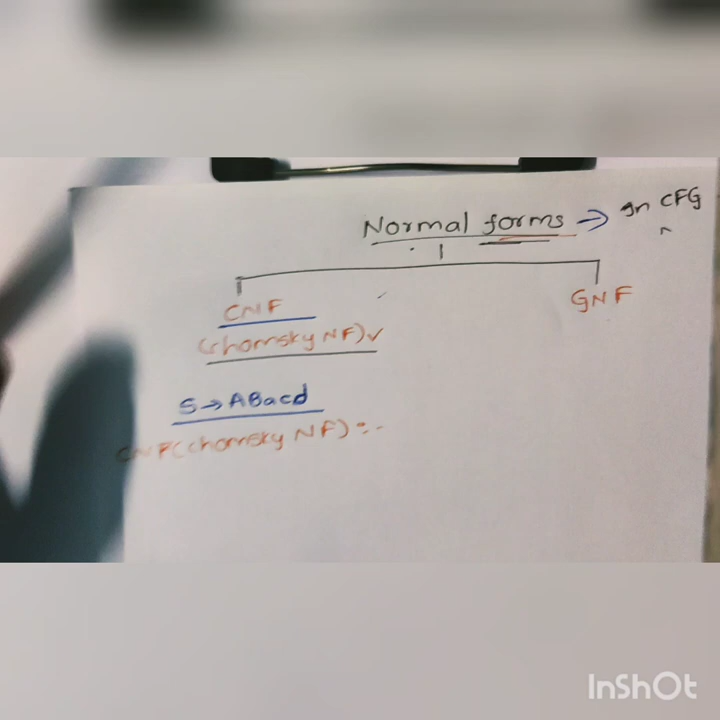 Normal forms → In CFG
CNF
GNF
(Chomsky NF) ✓
S → ABacd
CNF (Chomsky NF) :-
InShOt